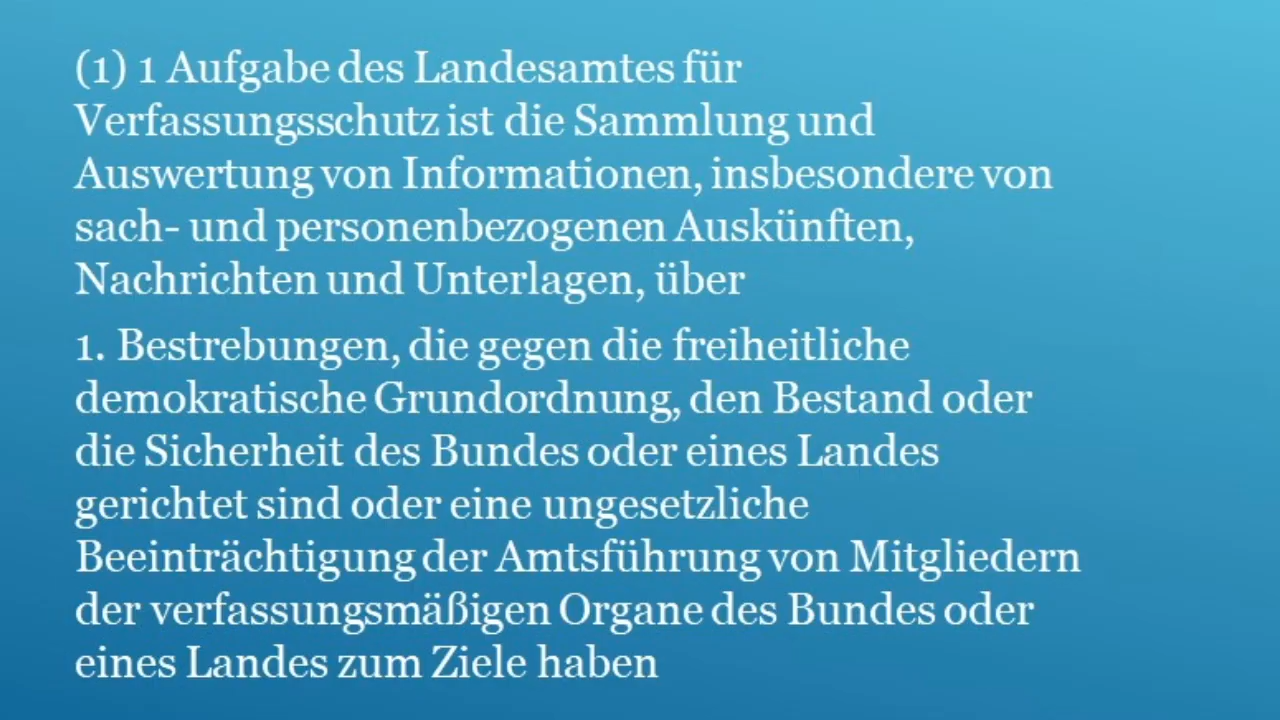 (1) 1 Aufgabe des Landesamtes für
Verfassungsschutz ist die Sammlung und
Auswertung von Informationen, insbesondere von
sach- und personenbezogenen Auskünften,
Nachrichten und Unterlagen, über
1. Bestrebungen, die gegen die freiheitliche
demokratische Grundordnung, den Bestand oder
die Sicherheit des Bundes oder eines Landes
gerichtet sind oder eine ungesetzliche
Beeinträchtigung der Amtsführung von Mitgliedern
der verfassungsmäßigen Organe des Bundes oder
eines Landes zum Ziele haben